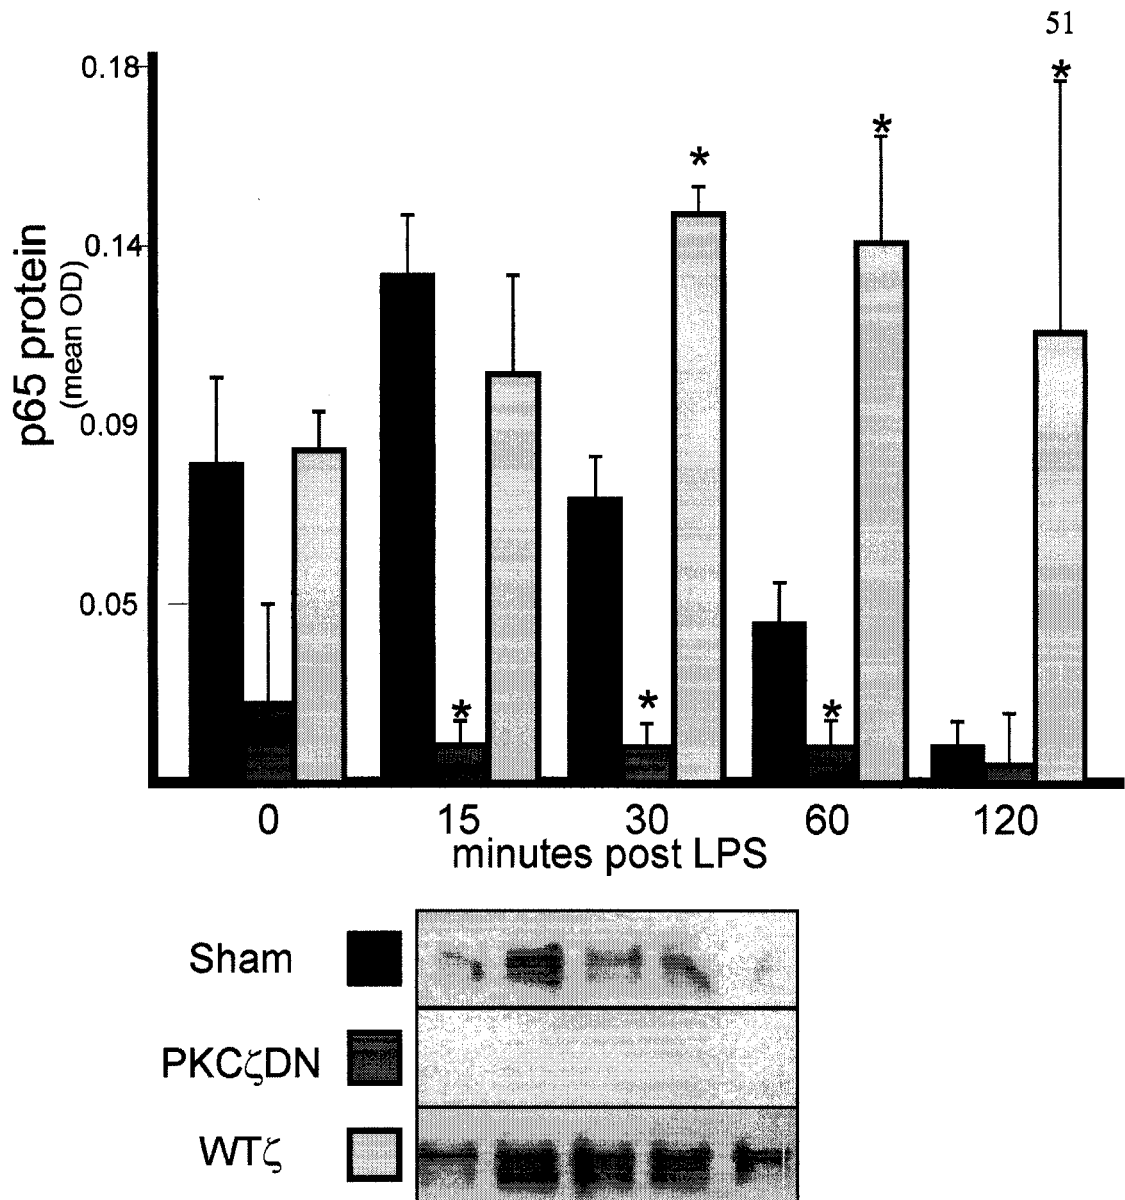 51
0.18
0.14
0.09
0.05
p65 protein
(mean OD)
*
*
*
*
*
*
0 15 30 60 120
minutes post LPS
Sham
PKCζDN
WTζ